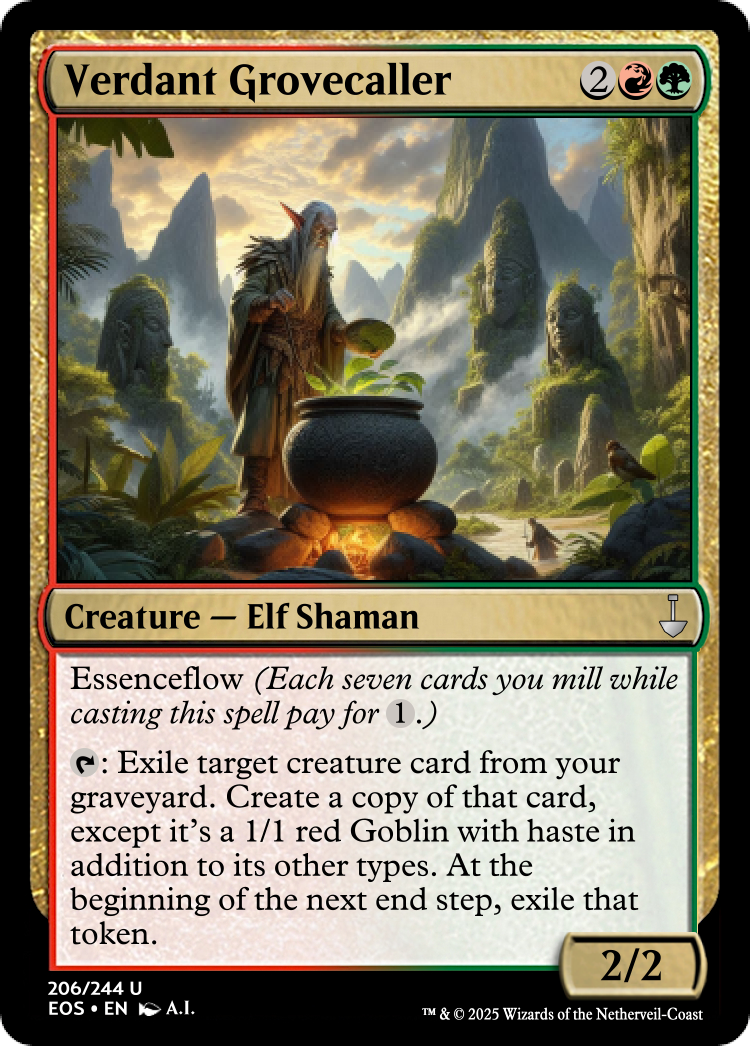 Verdant Grovecaller 2
Creature — Elf Shaman
Essenceflow (Each seven cards you mill while
casting this spell pay for 1.)
: Exile target creature card from your
graveyard. Create a copy of that card,
except it's a 1/1 red Goblin with haste in
addition to its other types. At the
beginning of the next end step, exile that
token.
2/2
206/244 U
EOS • EN A.I.
™ & © 2025 Wizards of the Netherveil-Coast